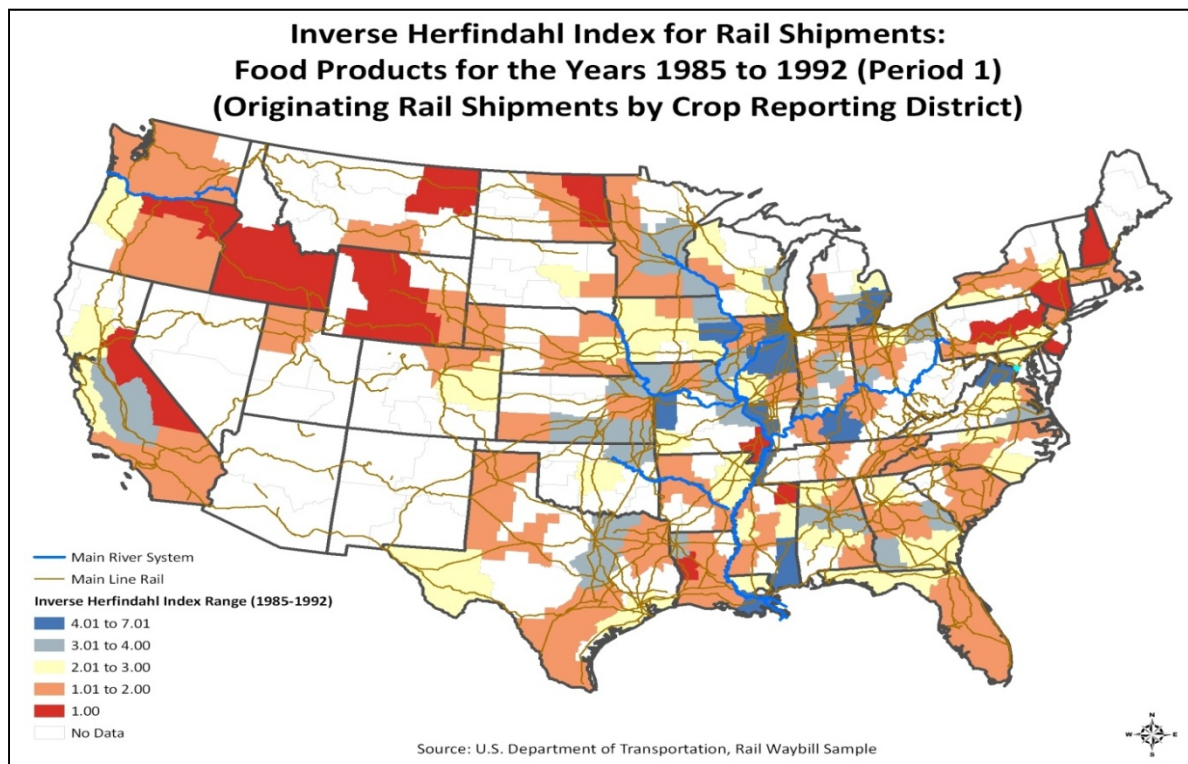 Inverse Herfindahl Index for Rail Shipments:
Food Products for the Years 1985 to 1992 (Period 1)
(Originating Rail Shipments by Crop Reporting District)
Main River System
Main Line Rail
Inverse Herfindahl Index Range (1985-1992)
4.01 to 7.01
3.01 to 4.00
2.01 to 3.00
1.01 to 2.00
1.00
No Data
Source: U.S. Department of Transportation, Rail Waybill Sample
N
W E
S